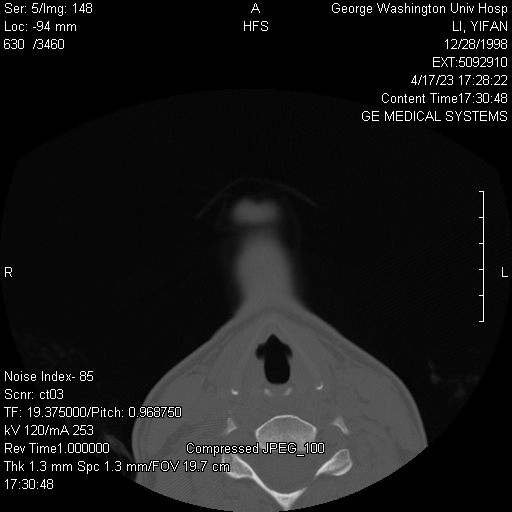 Ser: 5/Img: 148
Loc: -94 mm
630 /3460
A
HFS
George Washington Univ Hosp
LI, YIFAN
12/28/1998
EXT:5092910
4/17/23 17:28:22
Content Time17:30:48
GE MEDICAL SYSTEMS
R
L
Noise Index- 85
Scnr: ct03
TF: 19.375000/Pitch: 0.968750
kV 120/mA 253
Rev Time1.000000
Compressed JPEG_100
Thk 1.3 mm Spc 1.3 mm/FOV 19.7 cm
17:30:48